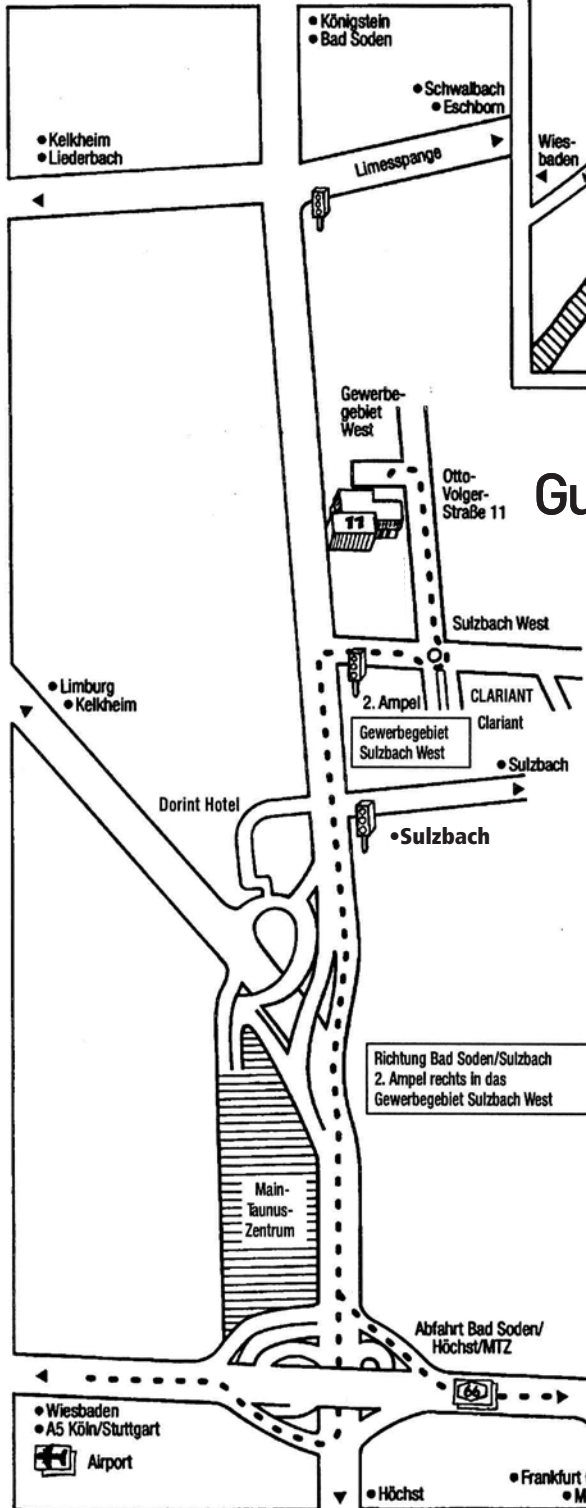 • Königstein
• Bad Soden
• Schwalbach
• Eschborn
• Kelkheim
• Liederbach
Limesspange
Wies-
baden
Gewerbe-
gebiet
West
Otto-
Volger-
Straße 11
11
Gu
Sulzbach West
• Limburg
• Kelkheim
2. Ampel
CLARIANT
Clariant
Gewerbegebiet
Sulzbach West
• Sulzbach
Dorint Hotel
•Sulzbach
Richtung Bad Soden/Sulzbach
2. Ampel rechts in das
Gewerbegebiet Sulzbach West
Main-
Taunus-
Zentrum
Abfahrt Bad Soden/
Höchst/MTZ
66
• Wiesbaden
• A5 Köln/Stuttgart
Airport
• Höchst
• Frankfurt
• M